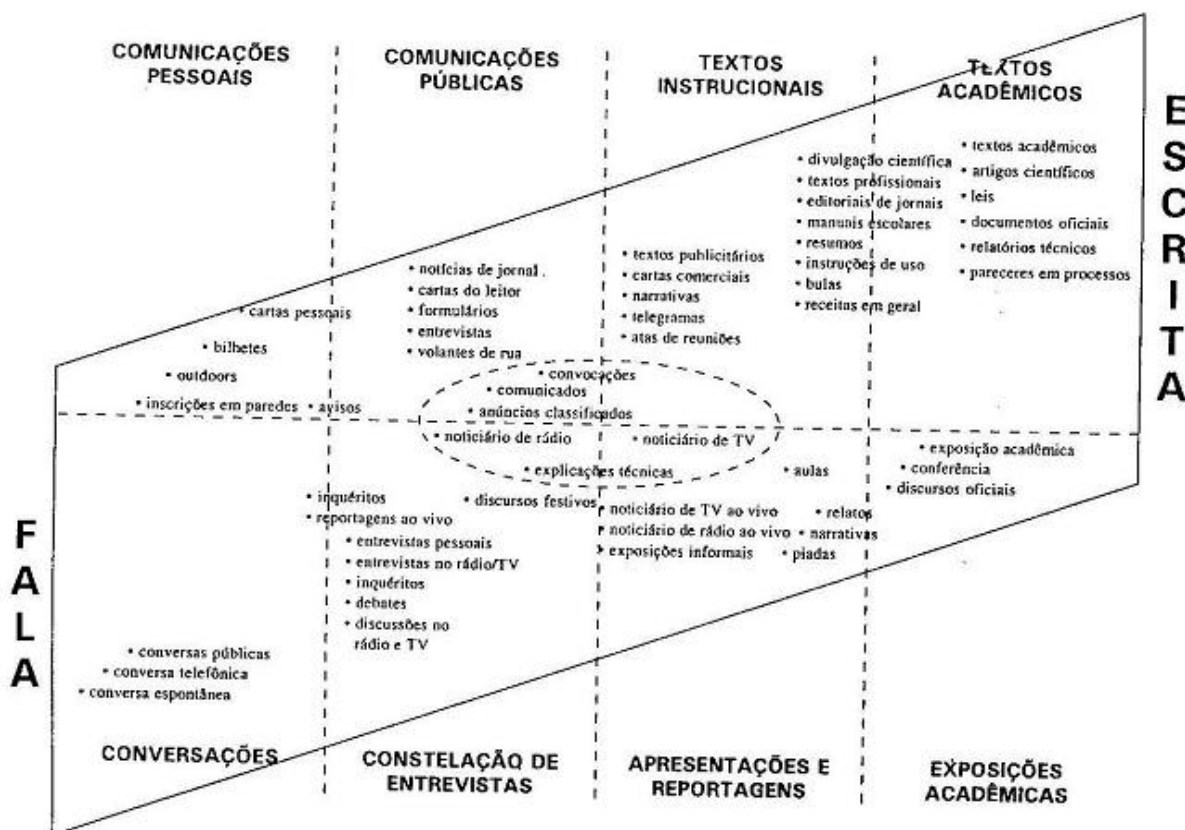 COMUNICAÇÕES
PESSOAIS
COMUNICAÇÕES
PÚBLICAS
TEXTOS
INSTRUCIONAIS
TEXTOS
ACADÊMICOS
ESCRITA
• cartas pessoais
• bilhetes
• outdoors
• inscrições em paredes
• avisos
• notícias de jornal.
• cartas do leitor
• formulários
• entrevistas
• volantes de rua
• textos publicitários
• cartas comerciais
• narrativas
• telegramas
• atas de reuniões
• divulgação científica
• textos profissionais
• editoriais de jornais
• manuais escolares
• resumos
• instruções de uso
• bulas
• receitas em geral
• textos acadêmicos
• artigos científicos
• leis
• documentos oficiais
• relatórios técnicos
• pareceres em processos
• convocações
• comunicados
• anúncios classificados
• noticiário de rádio
• noticiário de TV
• explicações técnicas
FALA
• conversas públicas
• conversa telefônica
• conversa espontânea
• inquéritos
• reportagens ao vivo
• entrevistas pessoais
• entrevistas no rádio/TV
• inquéritos
• debates
• discussões no
rádio e TV
• discursos festivos
• noticiário de TV ao vivo
• noticiário de rádio ao vivo
• exposições informais
• aulas
• relatos
• narrativas
• piadas
• exposição acadêmica
• conferência
• discursos oficiais
CONVERSAÇÕES
CONSTELAÇÃO DE
ENTREVISTAS
APRESENTAÇÕES E
REPORTAGENS
EXPOSIÇÕES
ACADÊMICAS